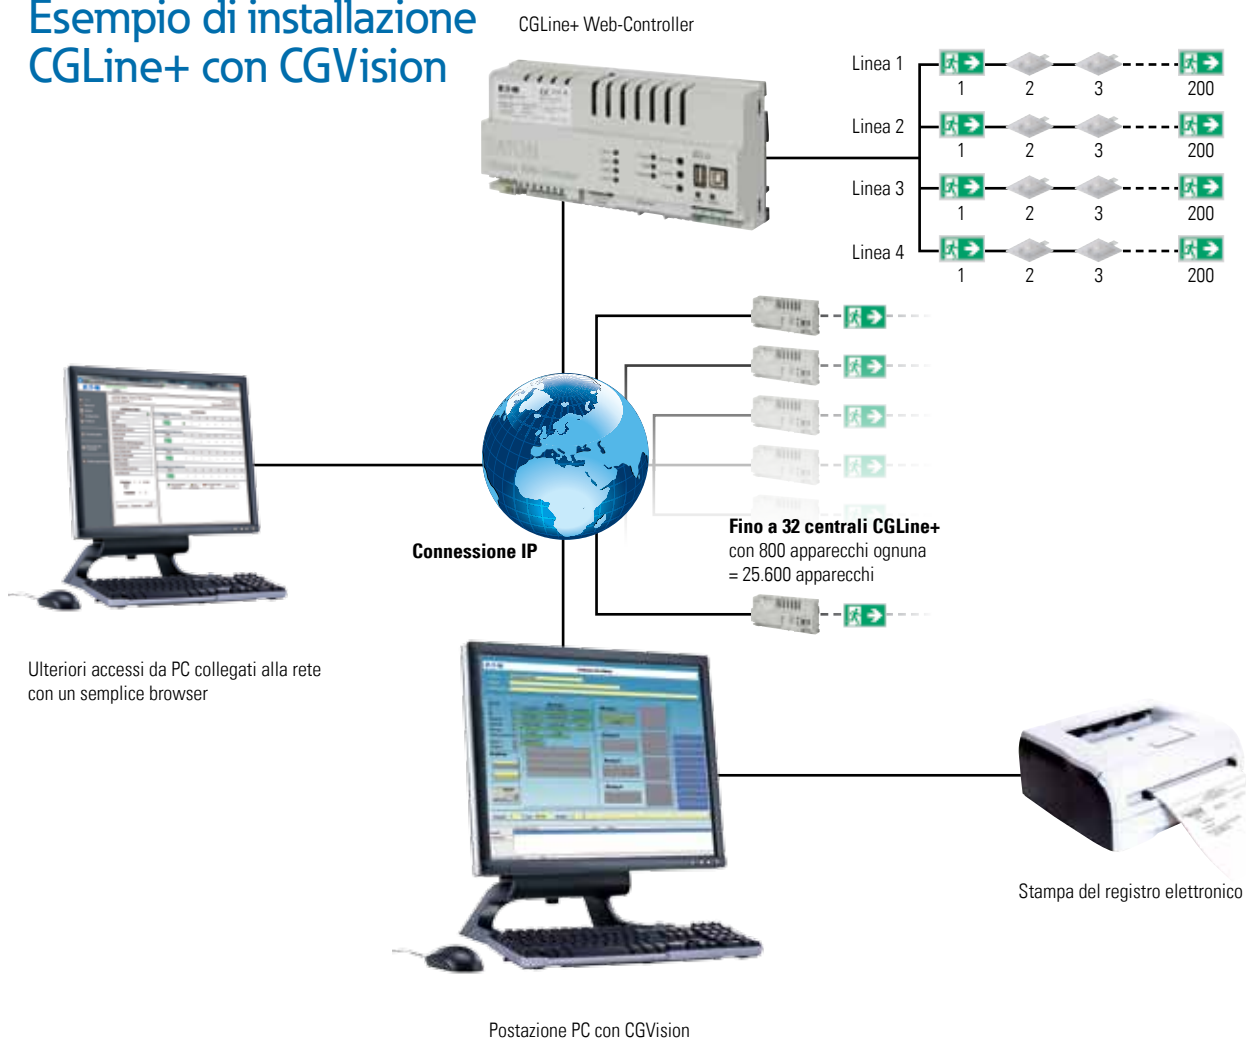 Esempio di installazione
CGLine+ con CGVision
CGLine+ Web-Controller
Linea 1
1 2 3 200
Linea 2
1 2 3 200
Linea 3
1 2 3 200
Linea 4
1 2 3 200
Connessione IP
Fino a 32 centrali CGLine+
con 800 apparecchi ognuna
= 25.600 apparecchi
Ulteriori accessi da PC collegati alla rete
con un semplice browser
Stampa del registro elettronico
Postazione PC con CGVision